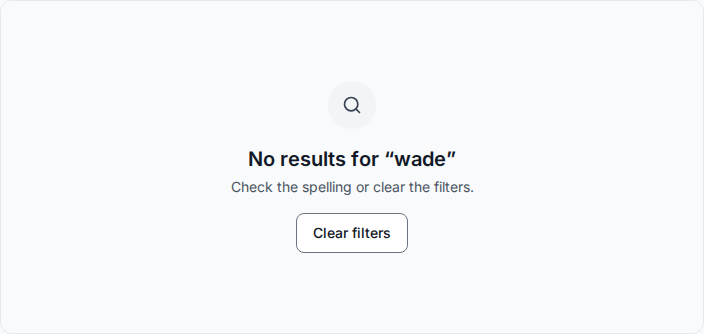 No results for “wade”
Check the spelling or clear the filters.
Clear filters